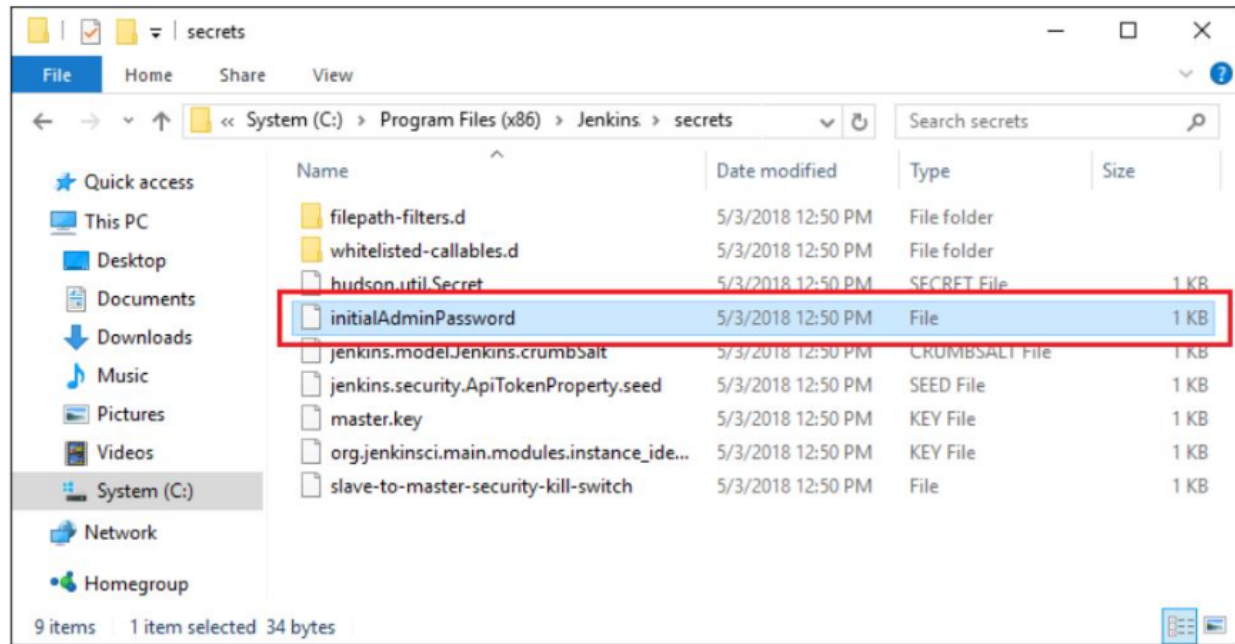 secrets
File Home Share View
« System (C:) > Program Files (x86) > Jenkins > secrets Search secrets
Name Date modified Type Size
Quick access
This PC
Desktop
Documents
Downloads
Music
Pictures
Videos
System (C:)
Network
Homegroup
filepath-filters.d 5/3/2018 12:50 PM File folder
whitelisted-callables.d 5/3/2018 12:50 PM File folder
hudson.util.Secret 5/3/2018 12:50 PM SECRET File 1 KB
initialAdminPassword 5/3/2018 12:50 PM File 1 KB
jenkins.model.Jenkins.crumbSalt 5/3/2018 12:50 PM CRUMBSALT File 1 KB
jenkins.security.ApiTokenProperty.seed 5/3/2018 12:50 PM SEED File 1 KB
master.key 5/3/2018 12:50 PM KEY File 1 KB
org.jenkinsci.main.modules.instance_ide... 5/3/2018 12:50 PM KEY File 1 KB
slave-to-master-security-kill-switch 5/3/2018 12:50 PM File 1 KB
9 items 1 item selected 34 bytes